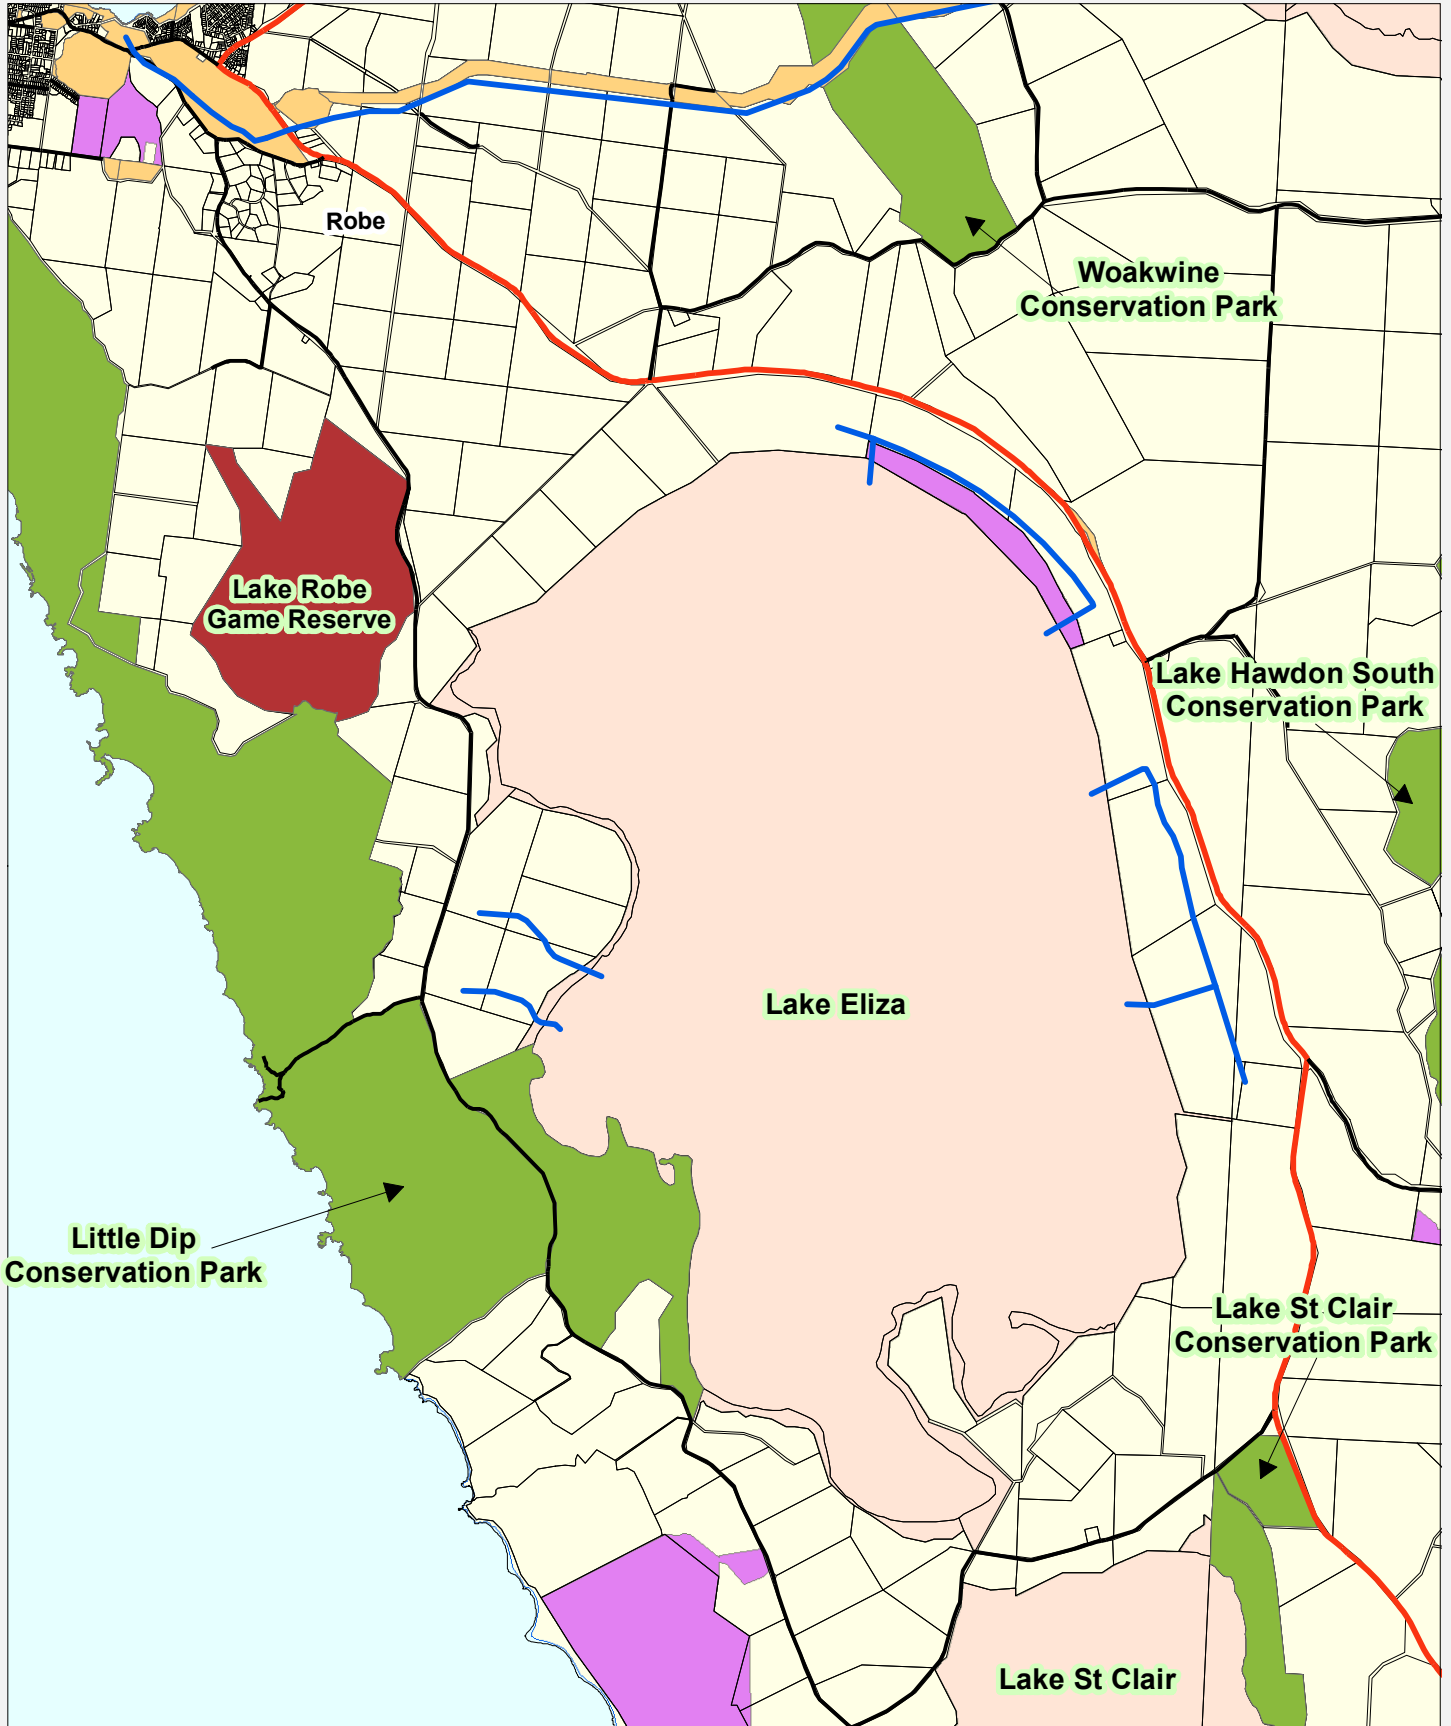 Robe
Woakwine
Conservation Park
Lake Robe
Game Reserve
Lake Hawdon South
Conservation Park
Lake Eliza
Little Dip
Conservation Park
Lake St Clair
Conservation Park
Lake St Clair